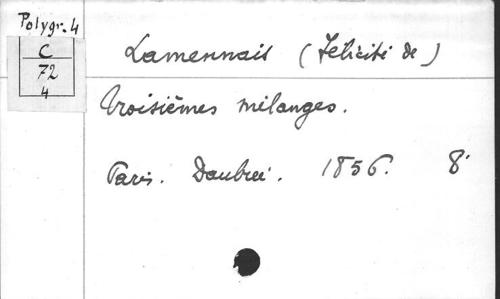 Polygr. 4
C
72
4
Lamennais (Félicité de)
Troisièmes mélanges.
Paris. Daubrée. 1856. 8°